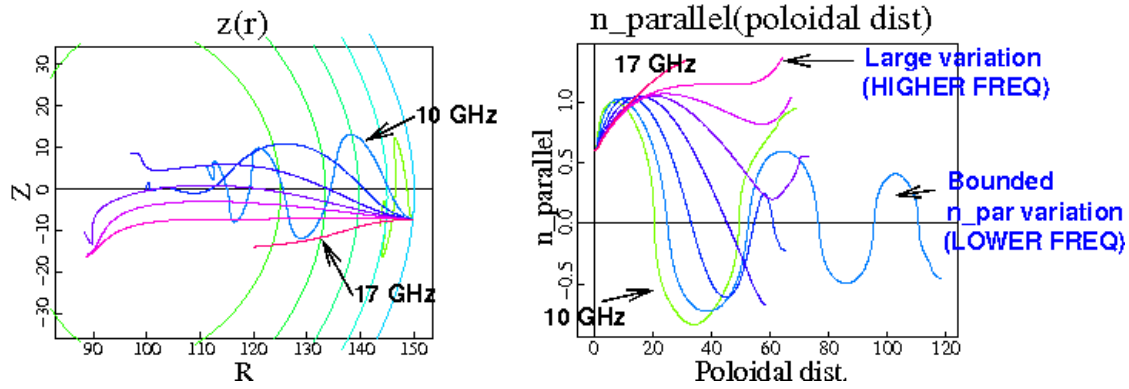 z(r)
30
20
10
0
-10
-20
-30
Z
10 GHz
17 GHz
90 100 110 120 130 140 150
R
n_parallel(poloidal dist)
17 GHz
Large variation
(HIGHER FREQ)
1.0
0.5
0.0
-0.5
n_parallel
Bounded
n_par variation
(LOWER FREQ)
10 GHz
0 20 40 60 80 100 120
Poloidal dist.